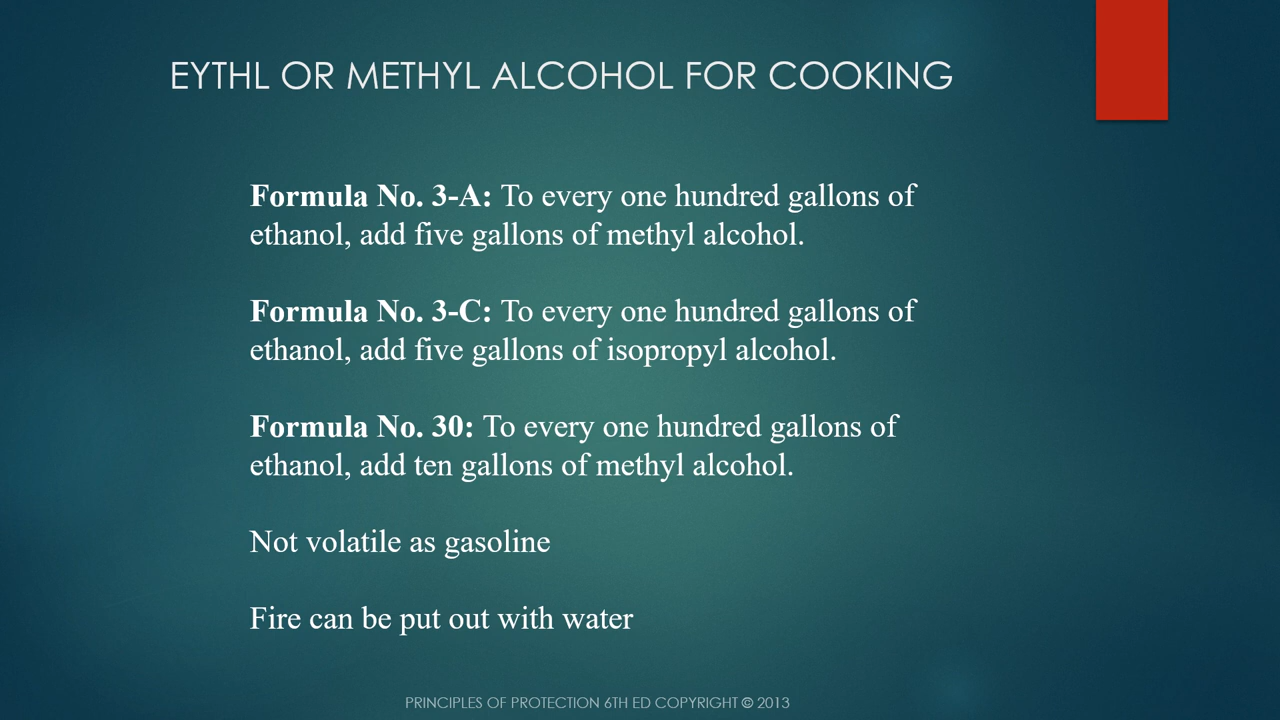 EYTHL OR METHYL ALCOHOL FOR COOKING
Formula No. 3-A: To every one hundred gallons of
ethanol, add five gallons of methyl alcohol.
Formula No. 3-C: To every one hundred gallons of
ethanol, add five gallons of isopropyl alcohol.
Formula No. 30: To every one hundred gallons of
ethanol, add ten gallons of methyl alcohol.
Not volatile as gasoline
Fire can be put out with water
PRINCIPLES OF PROTECTION 6TH ED COPYRIGHT © 2013